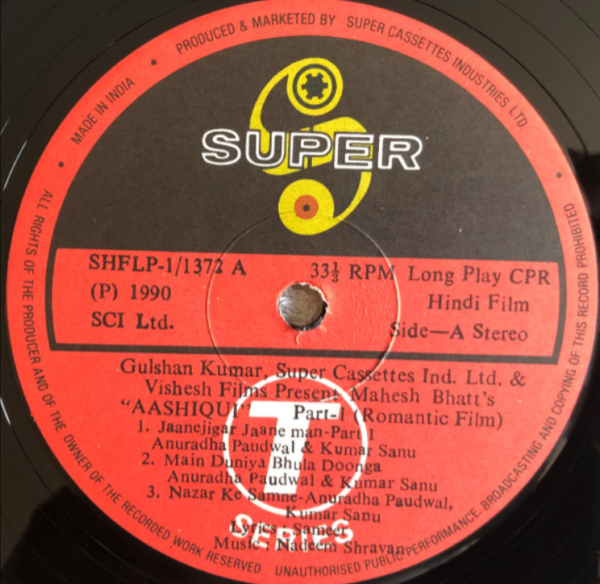 PRODUCED & MARKETED BY SUPER CASSETTES INDUSTRIES LTD.
MADE IN INDIA
SUPER
SHFLP-1/1372 A 33⅓ RPM Long Play CPR
(P) 1990 Hindi Film
SCI Ltd. Side—A Stereo
Gulshan Kumar, Super Cassettes Ind. Ltd. &
Vishesh Films Present Mahesh Bhatt's
"AASHIQUI" Part-I (Romantic Film)
1. Jaanejigar Jaane man-Part 1
Anuradha Paudwal & Kumar Sanu
2. Main Duniya Bhula Doonga
Anuradha Paudwal & Kumar Sanu
3. Nazar Ke Samne-Anuradha Paudwal,
Kumar Sanu
Lyrics : Sameer
Music : Nadeem Shravan
T
SERIES
ALL RIGHTS OF THE PRODUCER AND OF THE OWNER OF THE RECORDED WORK RESERVED UNAUTHORISED PUBLIC PERFORMANCE. BROADCASTING AND COPYING OF THIS RECORD PROHIBITED